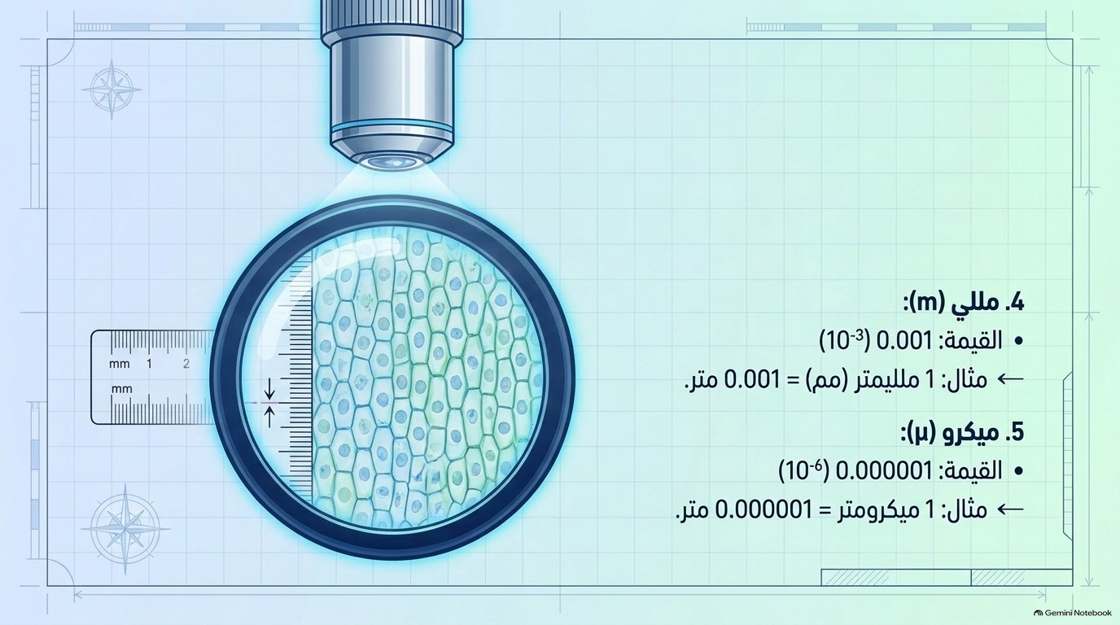 mm 1 2
mm
4. مللي (m):
• القيمة: 0.001 (10⁻³)
← مثال: 1 ملليمتر (مم) = 0.001 متر.
5. ميكرو (μ):
• القيمة: 0.000001 (10⁻⁶)
← مثال: 1 ميكرومتر = 0.000001 متر.
Gemini Notebook